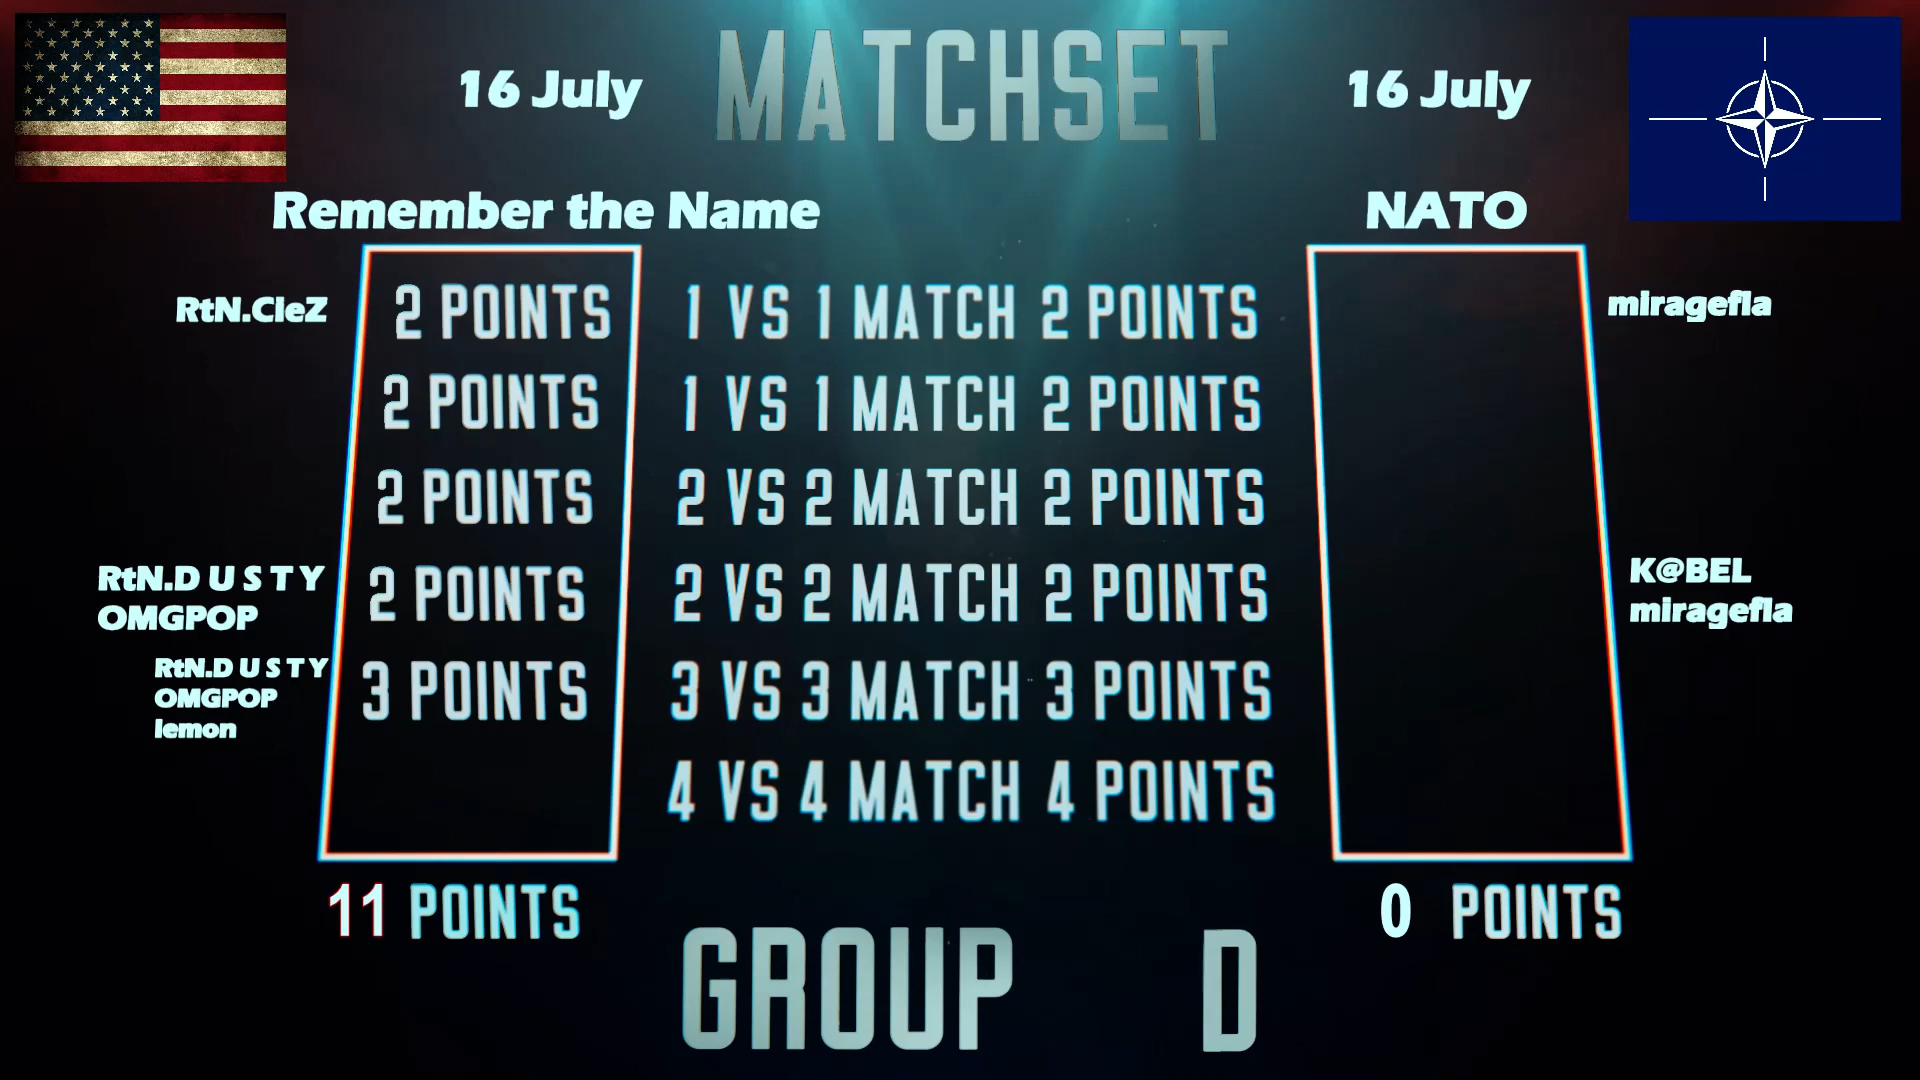 16 July
MATCHSET
16 July
Remember the Name
NATO
RtN.CleZ
2 POINTS
1 VS 1 MATCH 2 POINTS
miragefla
2 POINTS
1 VS 1 MATCH 2 POINTS
2 POINTS
2 VS 2 MATCH 2 POINTS
RtN.D U S T Y
OMGPOP
2 POINTS
2 VS 2 MATCH 2 POINTS
K@BEL
miragefla
RtN.D U S T Y
OMGPOP
lemon
3 POINTS
3 VS 3 MATCH 3 POINTS
4 VS 4 MATCH 4 POINTS
11 POINTS
0 POINTS
GROUP D